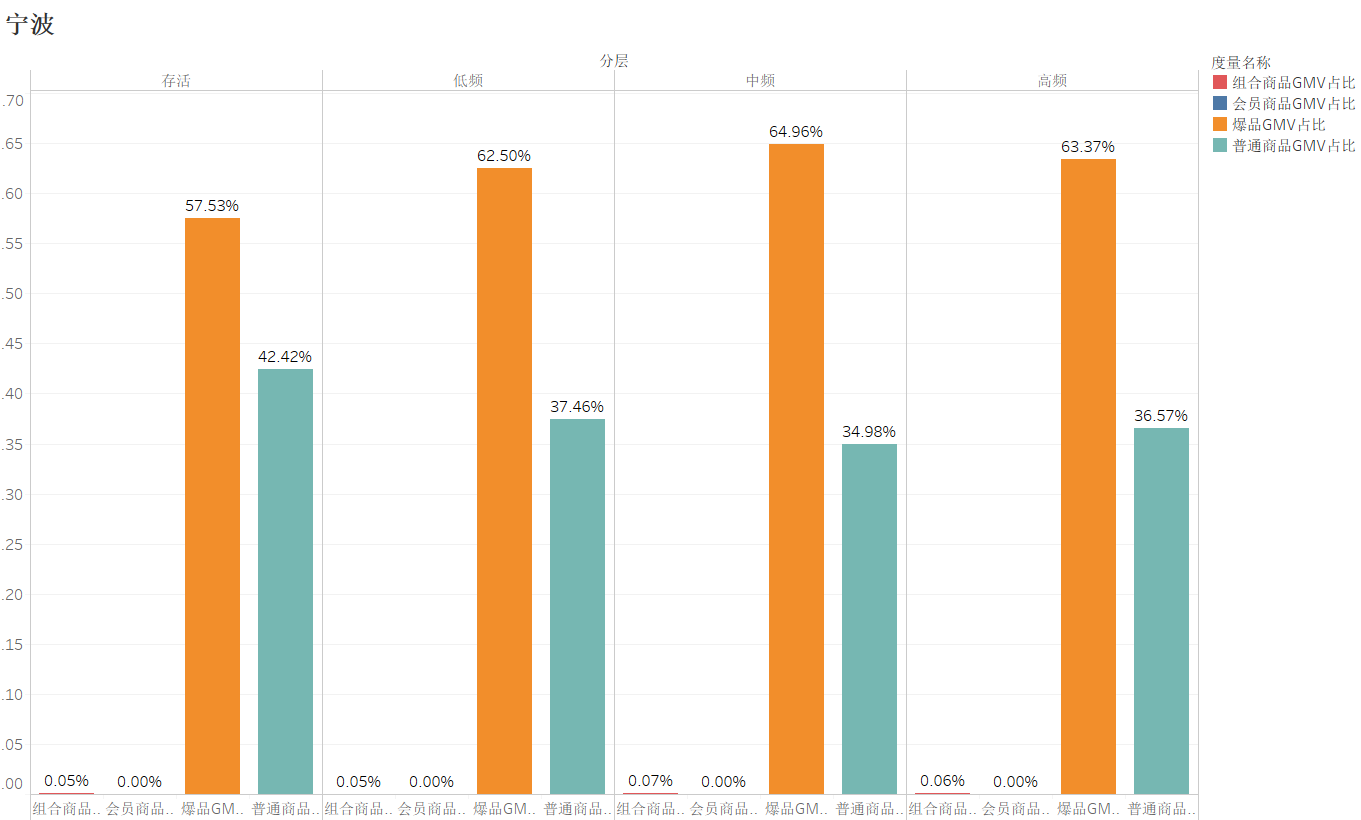 宁波
分层
存活 低频 中频 高频
度量名称
组合商品GMV占比
会员商品GMV占比
爆品GMV占比
普通商品GMV占比
.70
.65
.60
.55
.50
.45
.40
.35
.30
.25
.20
.15
.10
.05
.00
0.05% 0.00% 57.53% 42.42%
0.05% 0.00% 62.50% 37.46%
0.07% 0.00% 64.96% 34.98%
0.06% 0.00% 63.37% 36.57%
组合商品.. 会员商品.. 爆品GM.. 普通商品.. 组合商品.. 会员商品.. 爆品GM.. 普通商品.. 组合商品.. 会员商品.. 爆品GM.. 普通商品.. 组合商品.. 会员商品.. 爆品GM.. 普通商品..